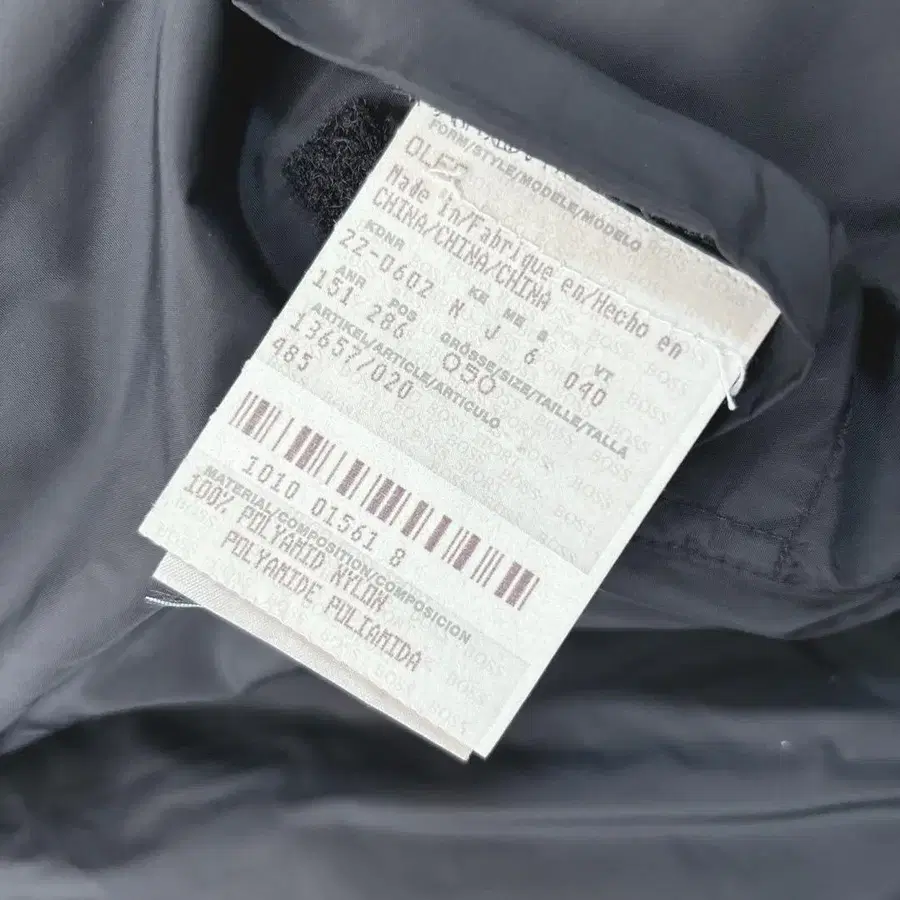 FORM/STYLE/MODELE/MODELO
Made in/Fabrique en/Hecho en
CHINA/CHINA/CHINA
KDNR KE ME B VT
22-0602 N J 6 040
ANR POS GRÖSSE/SIZE/TAILLE/TALLA
151 286 050
ARTIKEL/ARTICLE/ARTICULO
13657/020
485
1010 01561 8
MATERIAL/COMPOSITION/COMPOSICION
100% POLYAMID NYLON
POLYAMIDE POLIAMIDA